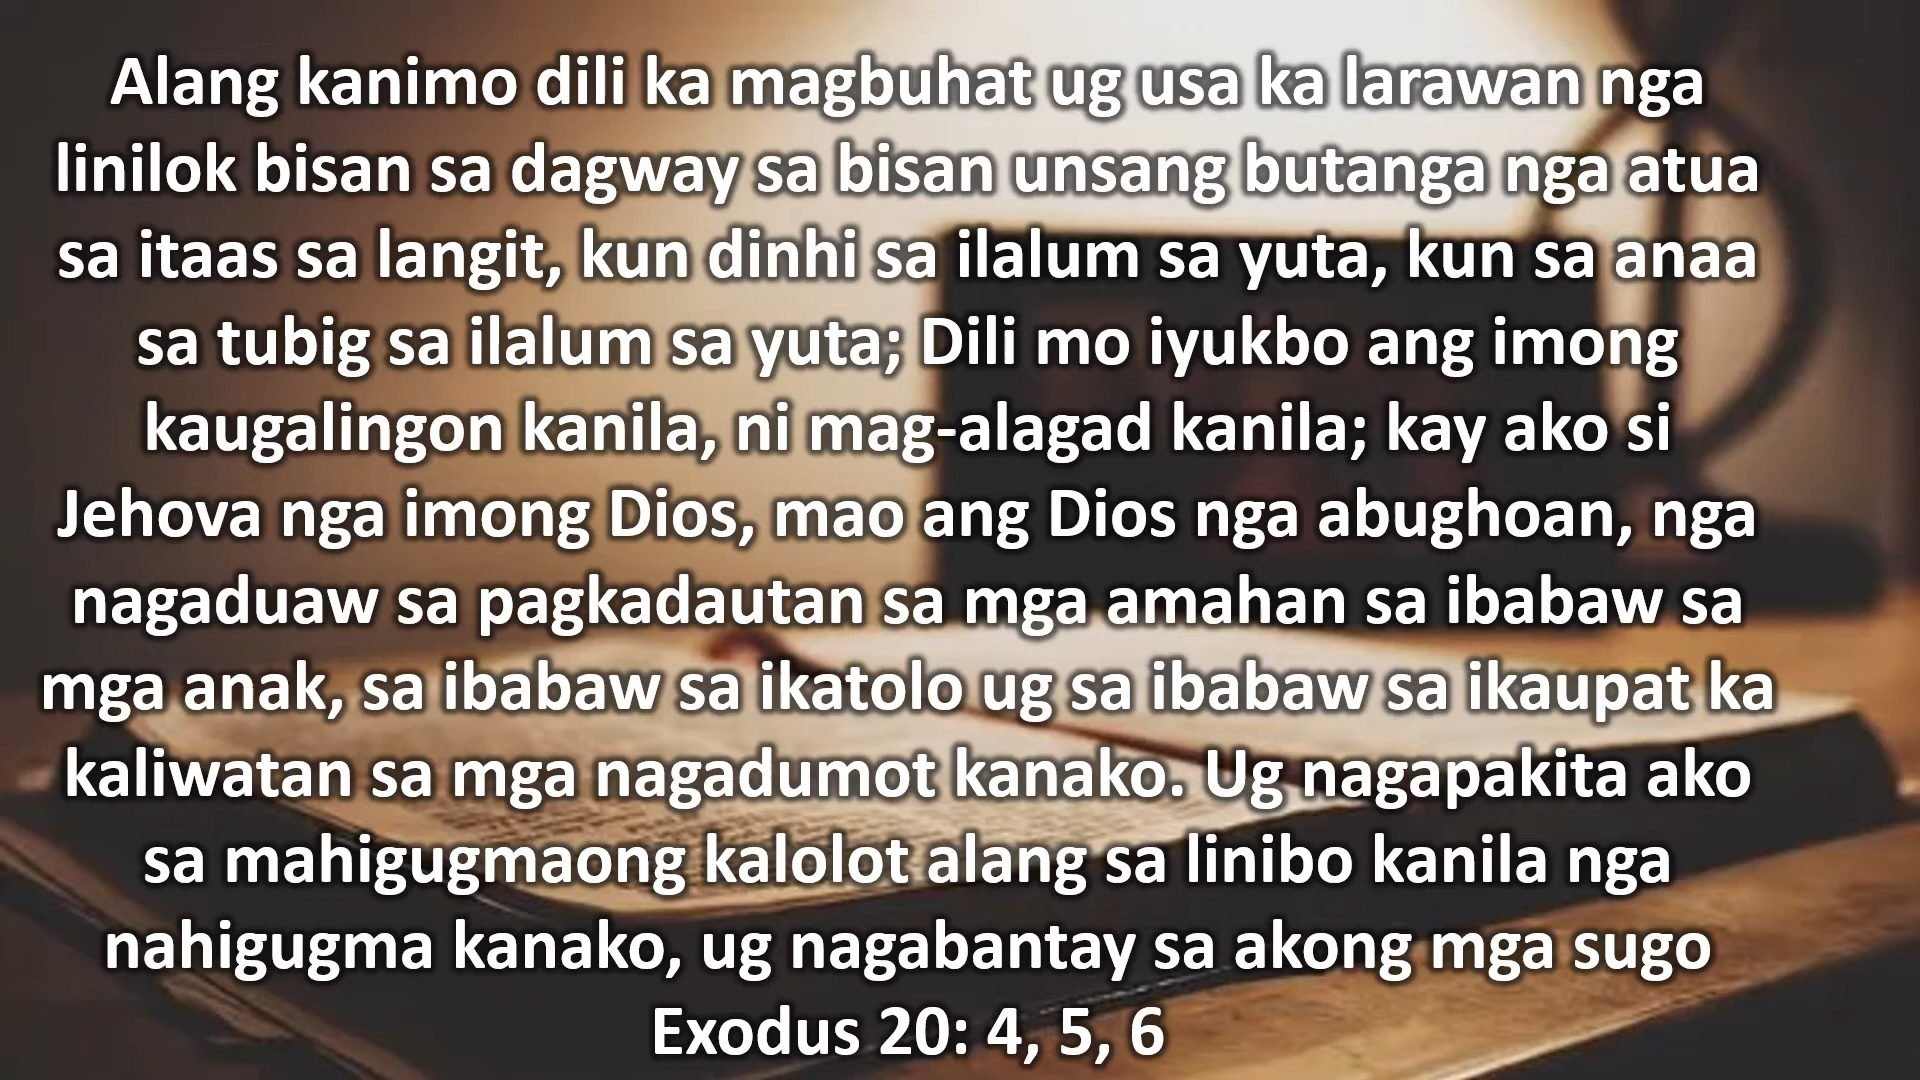 Alang kanimo dili ka magbuhat ug usa ka larawan nga
linilok bisan sa dagway sa bisan unsang butanga nga atua
sa itaas sa langit, kun dinhi sa ilalum sa yuta, kun sa anaa
sa tubig sa ilalum sa yuta; Dili mo iyukbo ang imong
kaugalingon kanila, ni mag-alagad kanila; kay ako si
Jehova nga imong Dios, mao ang Dios nga abughoan, nga
nagaduaw sa pagkadautan sa mga amahan sa ibabaw sa
mga anak, sa ibabaw sa ikatolo ug sa ibabaw sa ikaupat ka
kaliwatan sa mga nagadumot kanako. Ug nagapakita ako
sa mahigugmaong kalolot alang sa linibo kanila nga
nahigugma kanako, ug nagabantay sa akong mga sugo
Exodus 20: 4, 5, 6